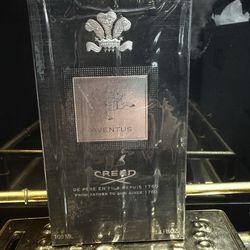 AVENTUS
CREED
DE PÈRE EN FILS DEPUIS 1760
FROM FATHER TO SON SINCE 1760
100 ML